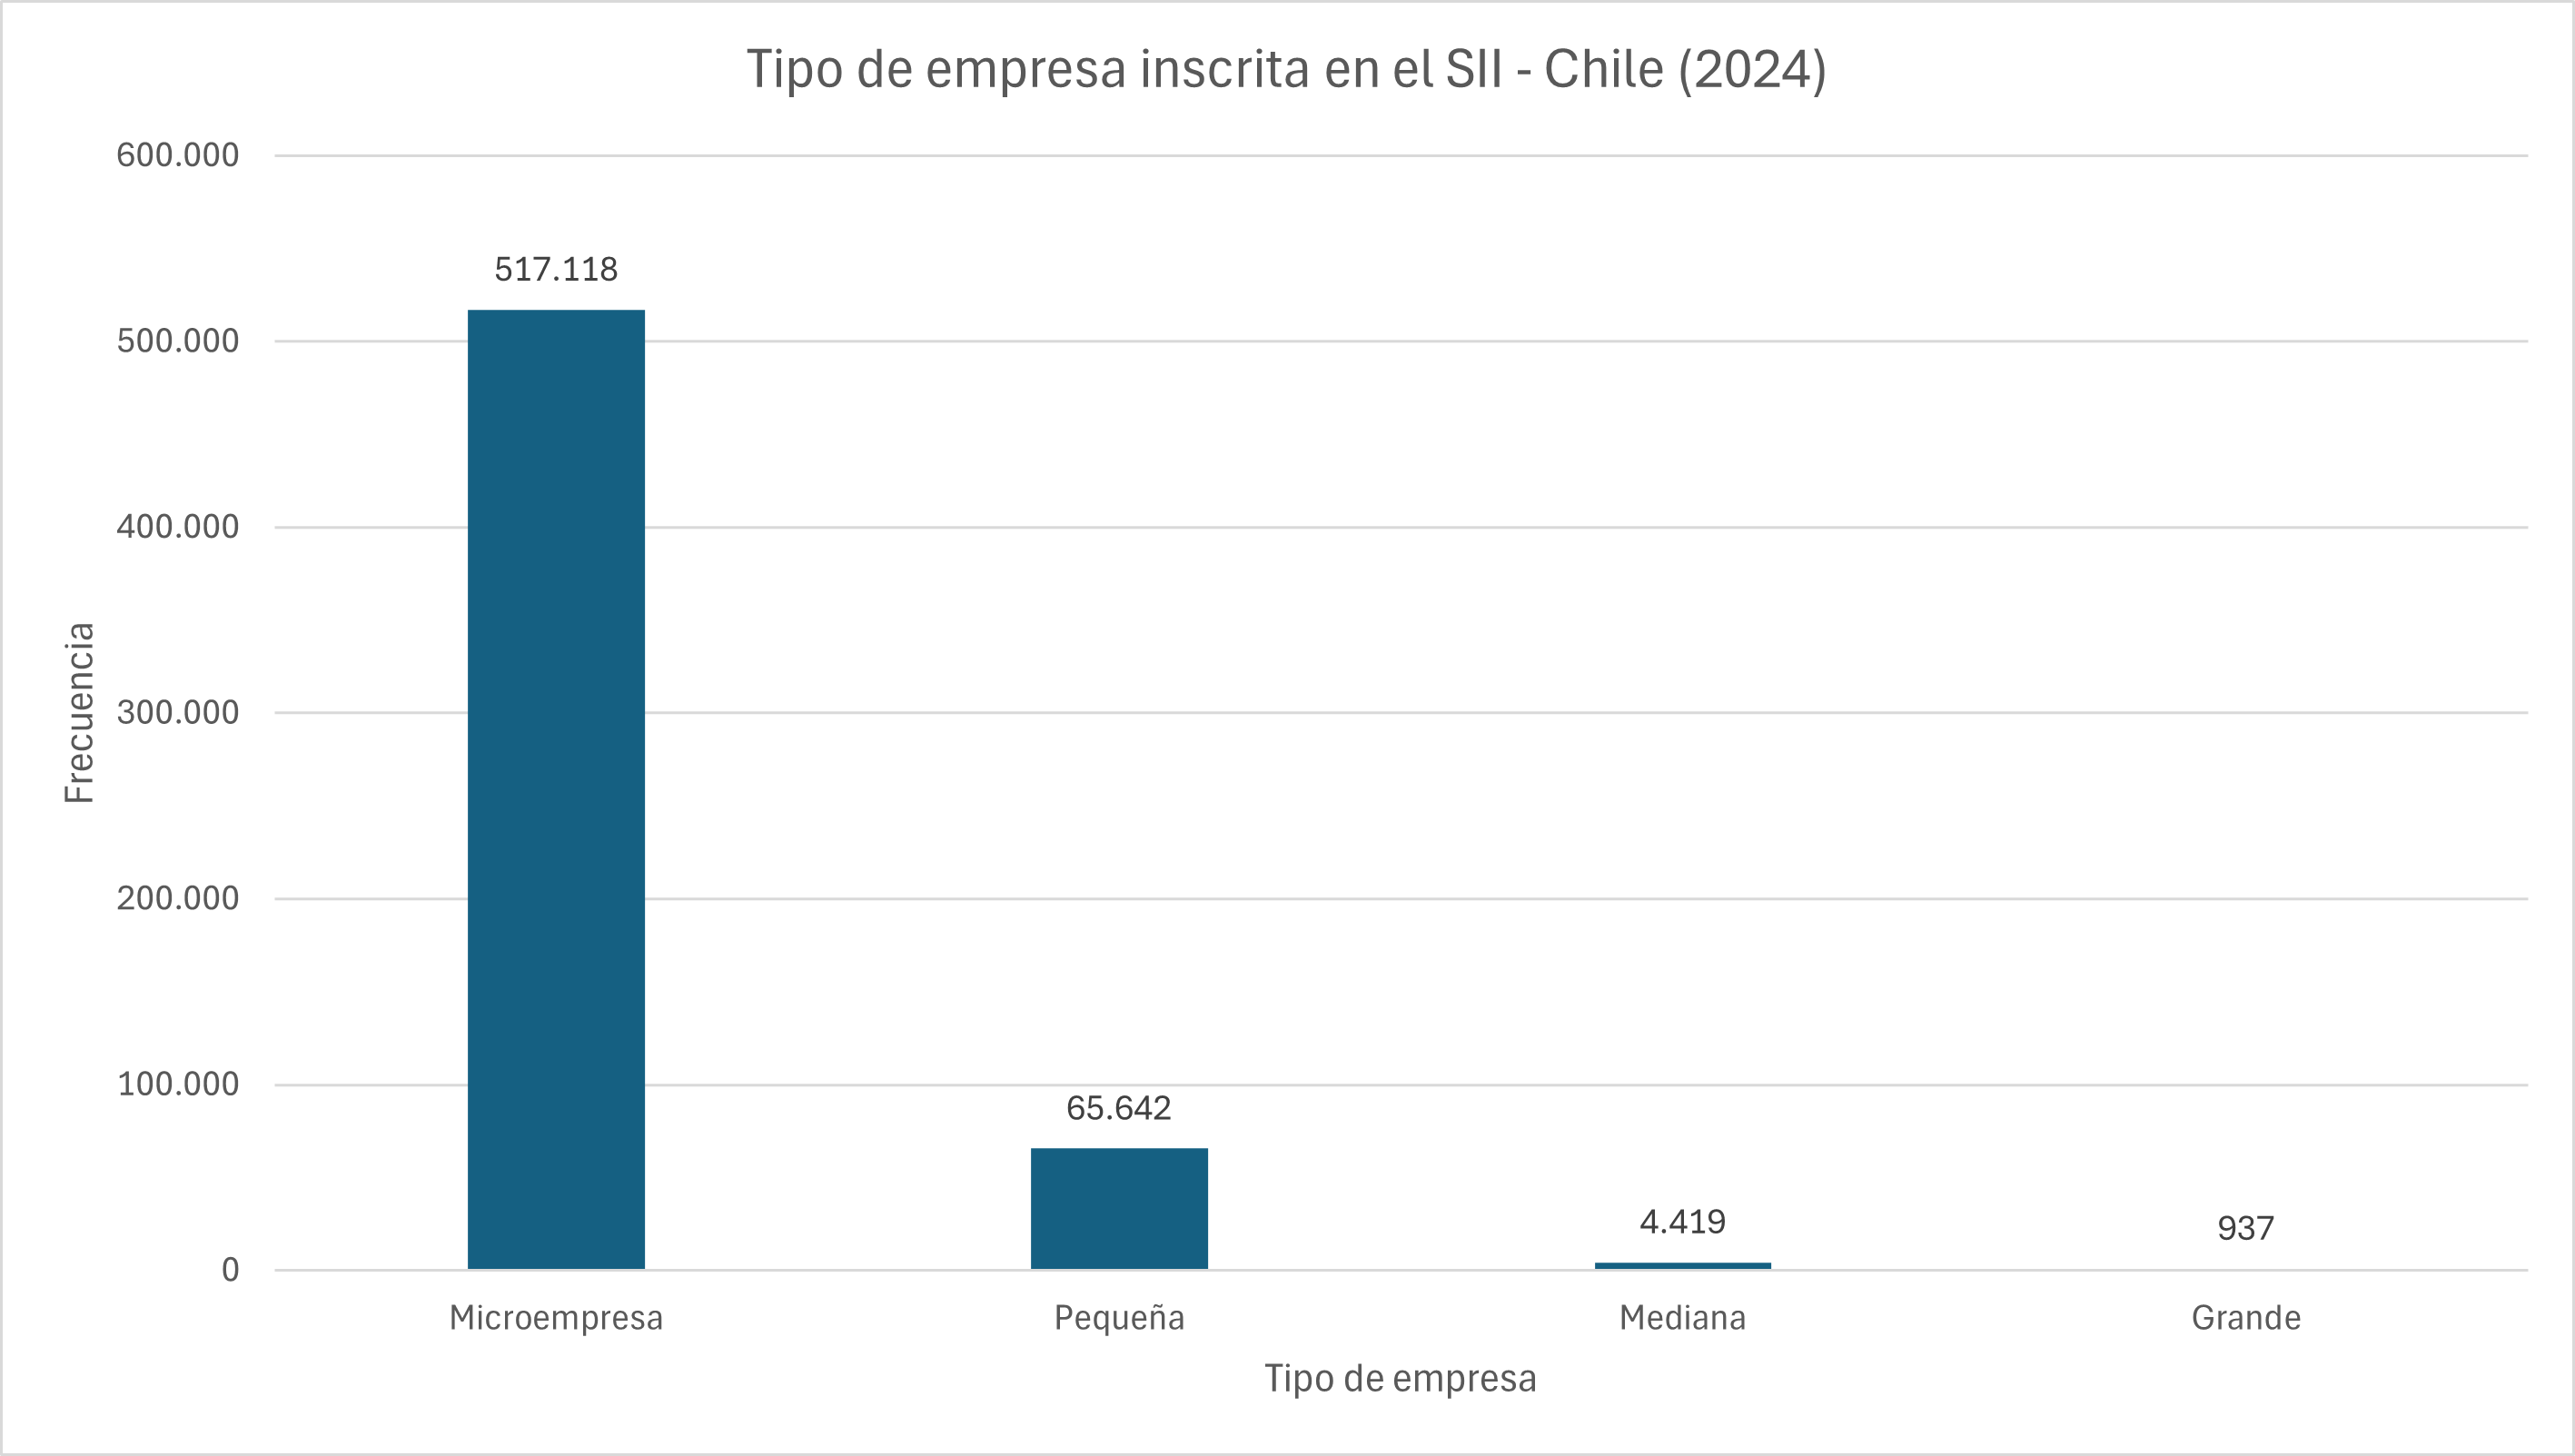 Tipo de empresa inscrita en el SII - Chile (2024)
600.000
500.000
400.000
300.000
200.000
100.000
0
Frecuencia
517.118
65.642
4.419
937
Microempresa
Pequeña
Mediana
Grande
Tipo de empresa